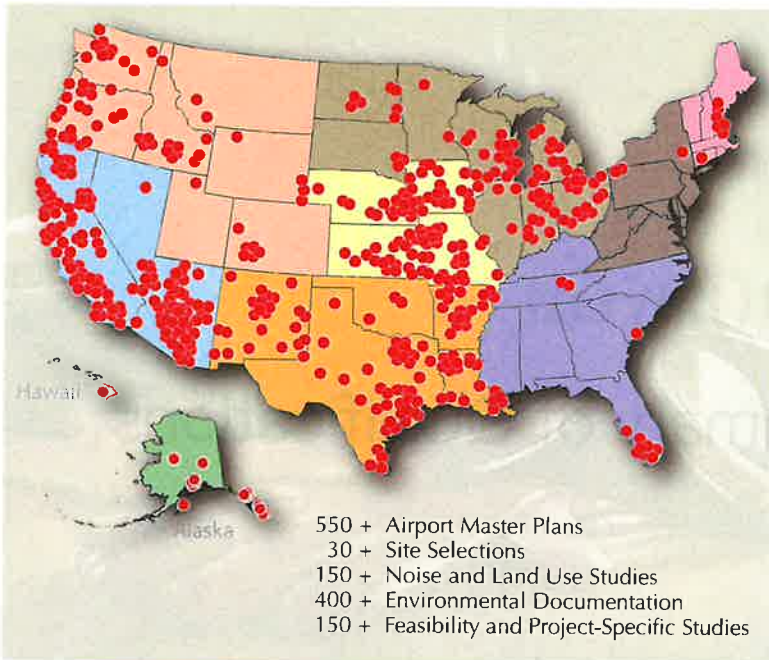 Hawaii
Alaska
550 + Airport Master Plans
30 + Site Selections
150 + Noise and Land Use Studies
400 + Environmental Documentation
150 + Feasibility and Project-Specific Studies